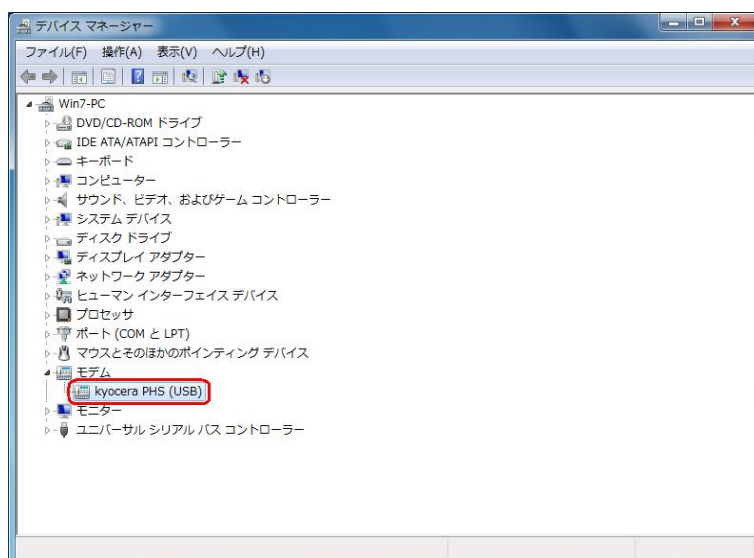 デバイス マネージャー
ファイル(F) 操作(A) 表示(V) ヘルプ(H)
Win7-PC
DVD/CD-ROM ドライブ
IDE ATA/ATAPI コントローラー
キーボード
コンピューター
サウンド、ビデオ、およびゲーム コントローラー
システム デバイス
ディスク ドライブ
ディスプレイ アダプター
ネットワーク アダプター
ヒューマン インターフェイス デバイス
プロセッサ
ポート (COM と LPT)
マウスとそのほかのポインティング デバイス
モデム
kyocera PHS (USB)
モニター
ユニバーサル シリアル バス コントローラー